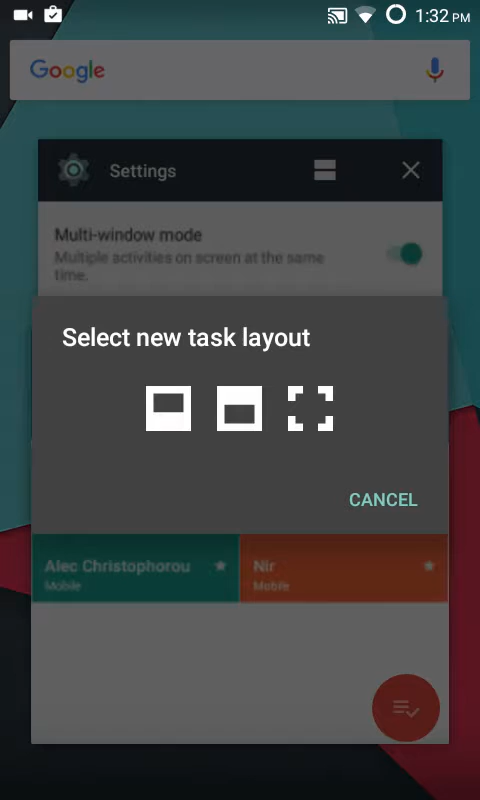 1:32 PM
Google
Settings
Multi-window mode
Multiple activities on screen at the same
time.
Select new task layout
CANCEL
Alec Christophorou
Nir
Mobile
Mobile